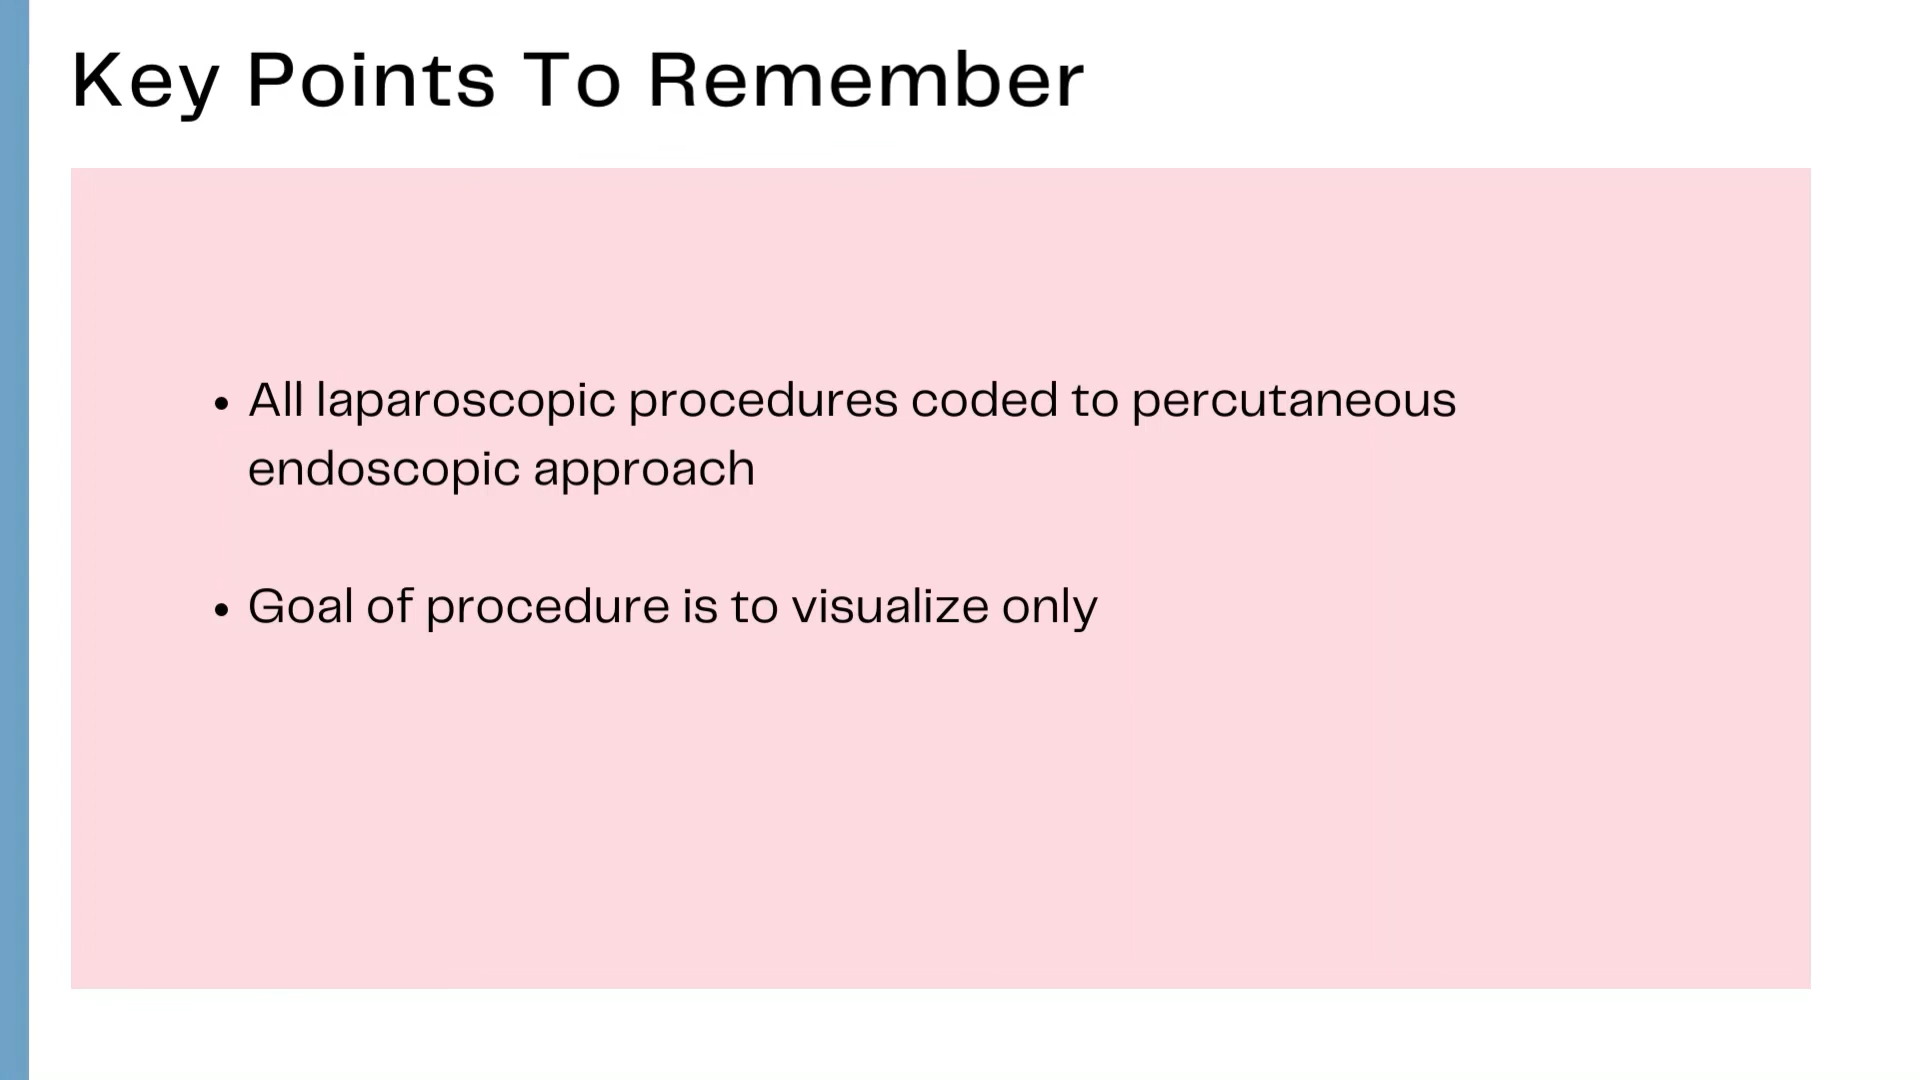 Key Points To Remember
• All laparoscopic procedures coded to percutaneous
endoscopic approach
• Goal of procedure is to visualize only